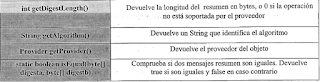 int getDigestLength()
Devuelve la longitud del resumen en bytes, o 0 si la operación
no está soportada por el proveedor
String getAlgorithm()
Devuelve un String que identifica el algoritmo
Provider getProvider()
Devuelve el proveedor del objeto
static boolean isEqual(byte[]
digesta, byte[] digestb)
Comprueba si dos mensajes resumen son iguales. Devuelve
true si son iguales y false en caso contrario